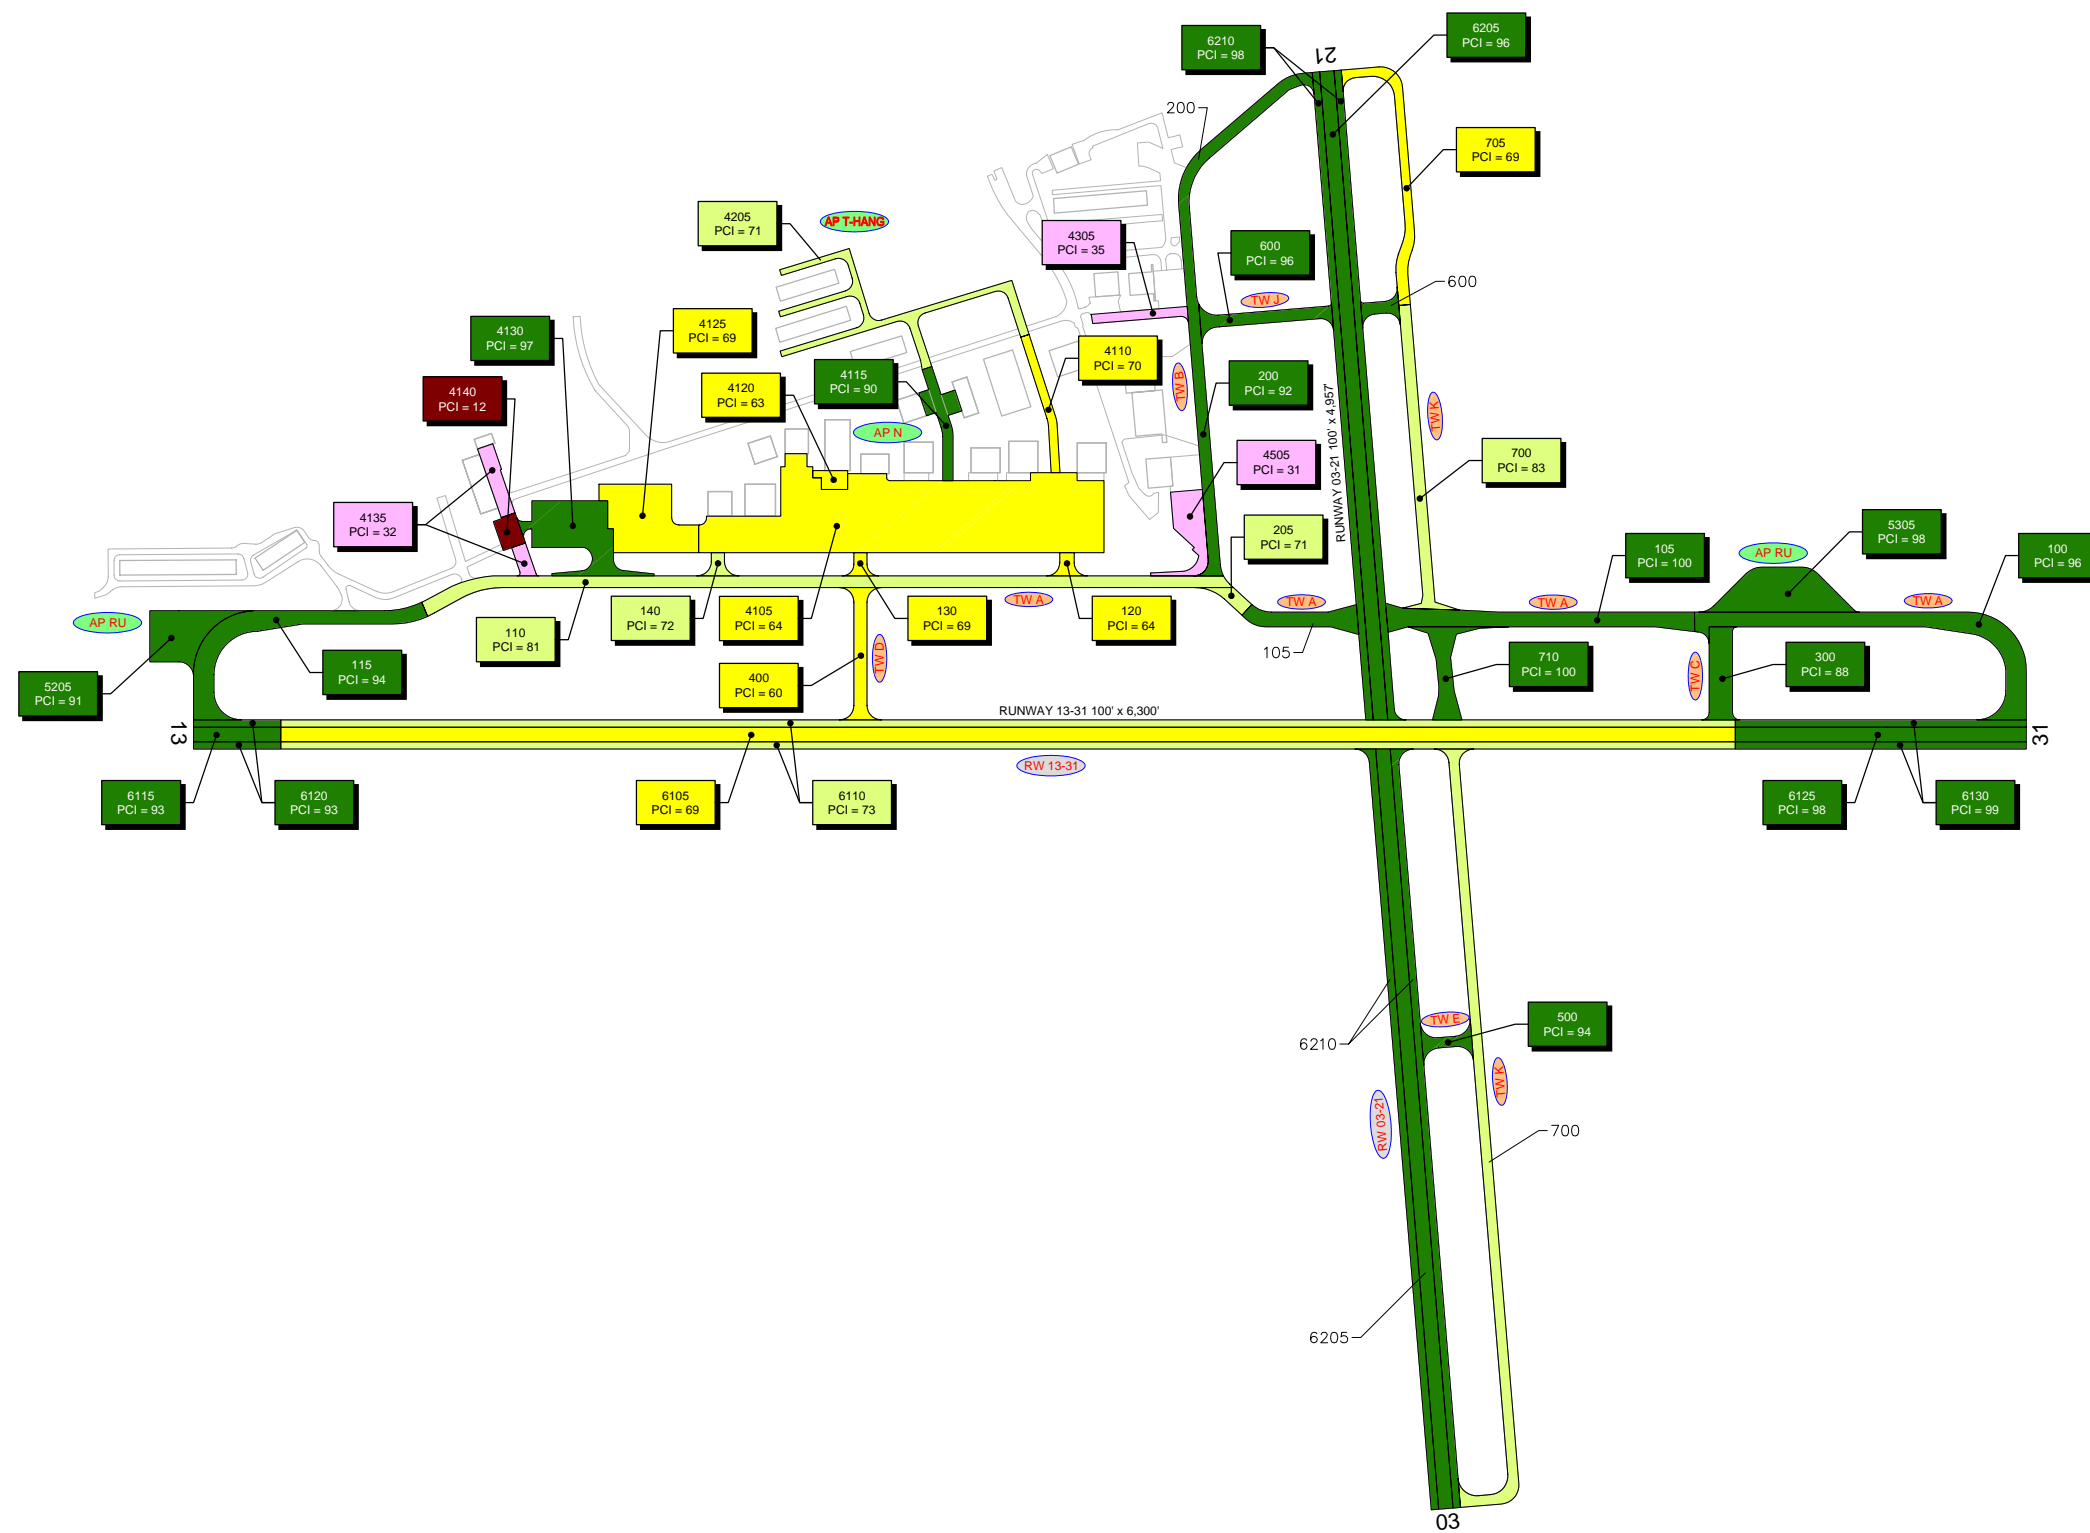 6210
PCI = 98
21
6205
PCI = 96
200
705
PCI = 69
4205
PCI = 71
AP T-HANG
4305
PCI = 35
600
PCI = 96
TW J
600
4130
PCI = 97
4125
PCI = 69
4110
PCI = 70
4115
PCI = 90
4120
PCI = 63
4140
PCI = 12
AP N
TW B
200
PCI = 92
RUNWAY 03-21 100' x 4,957'
TW K
4505
PCI = 31
700
PCI = 83
4135
PCI = 32
205
PCI = 71
105
PCI = 100
AP RU
5305
PCI = 98
100
PCI = 96
AP RU
110
PCI = 81
140
PCI = 72
4105
PCI = 64
130
PCI = 69
TW A
120
PCI = 64
TW A
TW A
TW A
105
115
PCI = 94
5205
PCI = 91
400
PCI = 60
TW D
710
PCI = 100
TW C
300
PCI = 88
RUNWAY 13-31 100' x 6,300'
13
31
RW 13-31
6115
PCI = 93
6120
PCI = 93
6105
PCI = 69
6110
PCI = 73
6125
PCI = 98
6130
PCI = 99
TW E
500
PCI = 94
6210
TW K
RW 03-21
700
6205
03